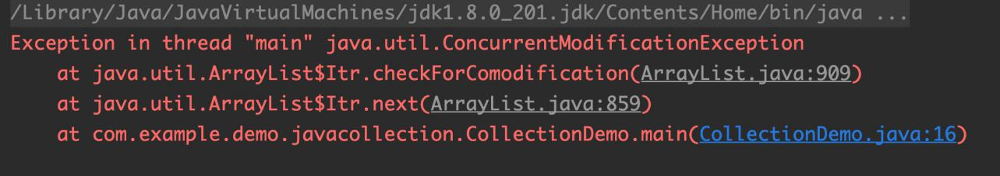 /Library/Java/JavaVirtualMachines/jdk1.8.0_201.jdk/Contents/Home/bin/java ...
Exception in thread "main" java.util.ConcurrentModificationException
at java.util.ArrayList$Itr.checkForComodification(ArrayList.java:909)
at java.util.ArrayList$Itr.next(ArrayList.java:859)
at com.example.demo.javacollection.CollectionDemo.main(CollectionDemo.java:16)